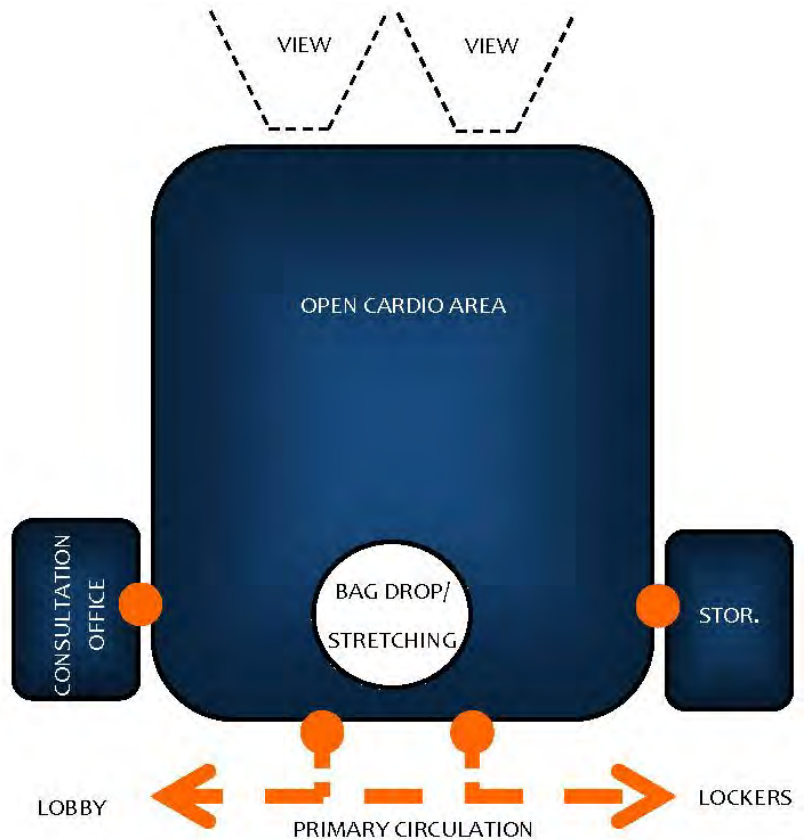 VIEW
VIEW
OPEN CARDIO AREA
CONSULTATION
OFFICE
BAG DROP/
STRETCHING
STOR.
LOBBY
LOCKERS
PRIMARY CIRCULATION